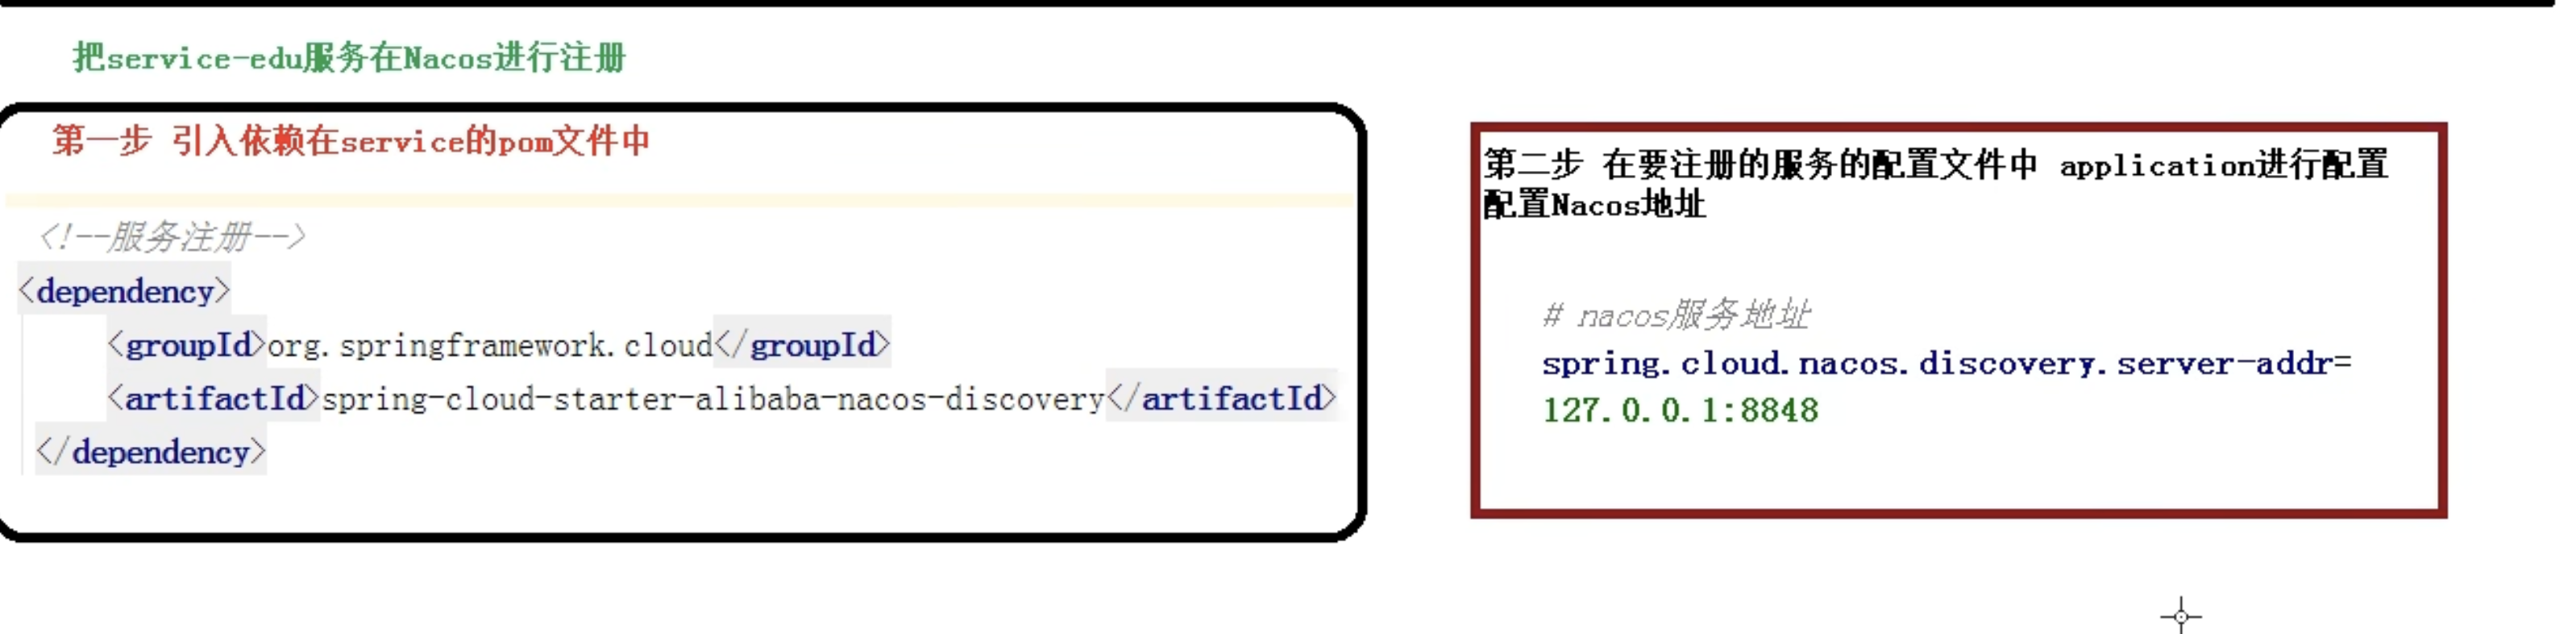 把service-edu服务在Nacos进行注册
第一步 引入依赖在service的pom文件中
<!--服务注册-->
<dependency>
<groupId>org.springframework.cloud</groupId>
<artifactId>spring-cloud-starter-alibaba-nacos-discovery</artifactId>
</dependency>
第二步 在要注册的服务的配置文件中 application进行配置
配置Nacos地址
# nacos服务地址
spring.cloud.nacos.discovery.server-addr=
127.0.0.1:8848